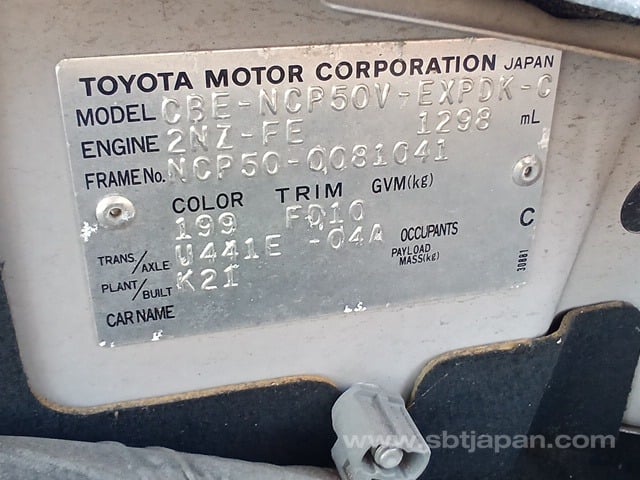 TOYOTA MOTOR CORPORATION JAPAN
MODEL CBE-NCP50V-EXPDK-C
ENGINE 2NZ-FE 1298 mL
FRAME No. NCP50-0081041
COLOR TRIM GVM(kg)
199 FD10
TRANS./AXLE U441E -04A OCCUPANTS C
PAYLOAD MASS(kg)
PLANT/BUILT K21
CAR NAME
30881
www.sbtjapan.com